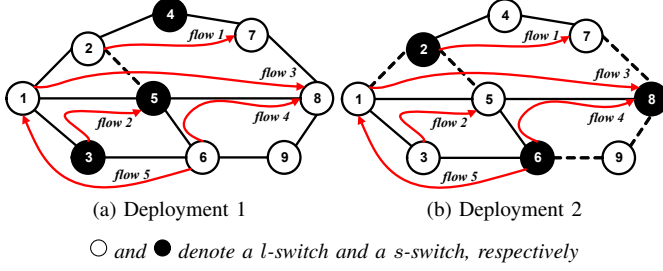 4
2
7
flow 1
flow 3
1
5
8
flow 2
flow 4
3
6
9
flow 5
(a) Deployment 1
4
2
7
flow 1
flow 3
1
5
8
flow 2
flow 4
3
6
9
flow 5
(b) Deployment 2
and denote a l-switch and a s-switch, respectively